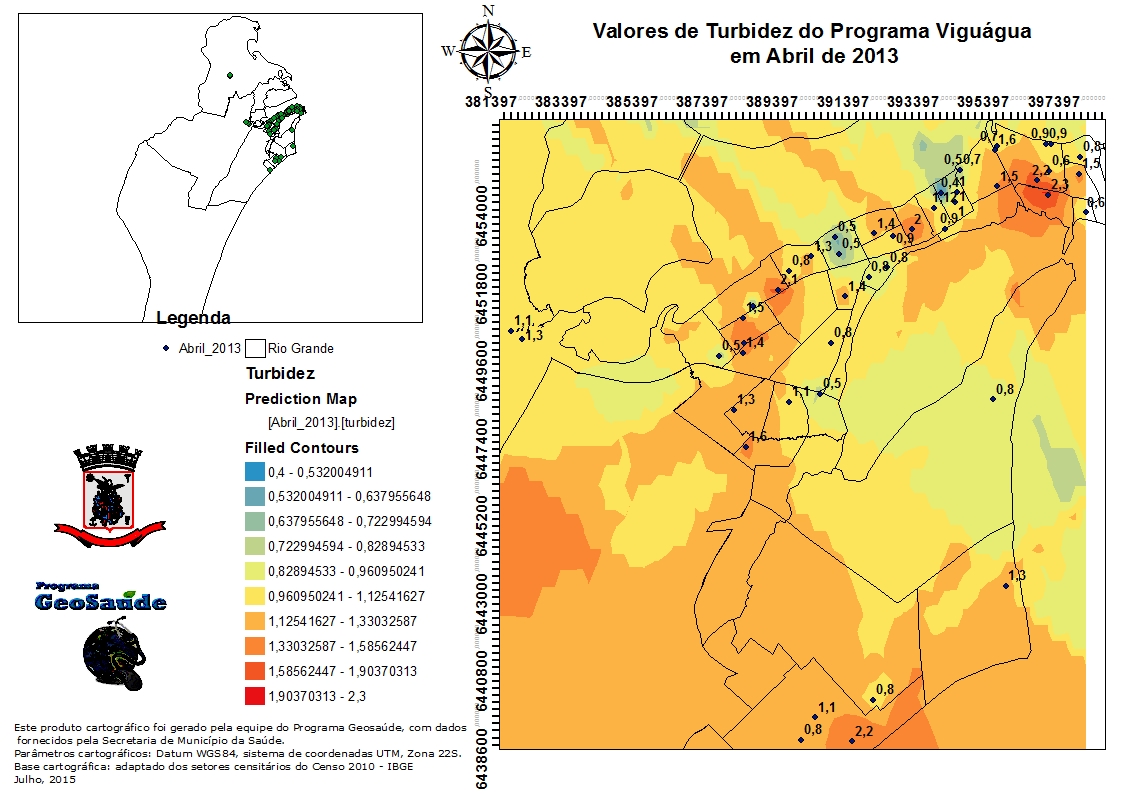 Valores de Turbidez do Programa Viguágua
em Abril de 2013
N
W E
S
381397 383397 385397 387397 389397 391397 393397 395397 397397
6454000
6451800
6449600
6447400
6445200
6443000
6440800
6438600
0,7 1,6 0,9 0,9 0,8
0,5 0,7 0,6 1,5
1,5 2,2 2,3
0,41
0,6
0,9 1
0,5 1,4 2
1,3 0,5 0,9
0,8 0,8 0,8
2,1 1,4
1,5
1,1 1,3
0,8
0,5 1,4
1,3 1,1 0,5 0,8
1,6
1,3
0,8
1,1
0,8 2,2
Legenda
Abril_2013 Rio Grande
Turbidez
Prediction Map
[Abril_2013].[turbidez]
Filled Contours
0,4 - 0,532004911
0,532004911 - 0,637955648
0,637955648 - 0,722994594
0,722994594 - 0,82894533
0,82894533 - 0,960950241
0,960950241 - 1,12541627
1,12541627 - 1,33032587
1,33032587 - 1,58562447
1,58562447 - 1,90370313
1,90370313 - 2,3
Programa
GeoSaúde
Este produto cartográfico foi gerado pela equipe do Programa Geosaúde, com dados
fornecidos pela Secretaria de Município da Saúde.
Parâmetros cartográficos: Datum WGS84, sistema de coordenadas UTM, Zona 22S.
Base cartográfica: adaptado dos setores censitários do Censo 2010 - IBGE
Julho, 2015